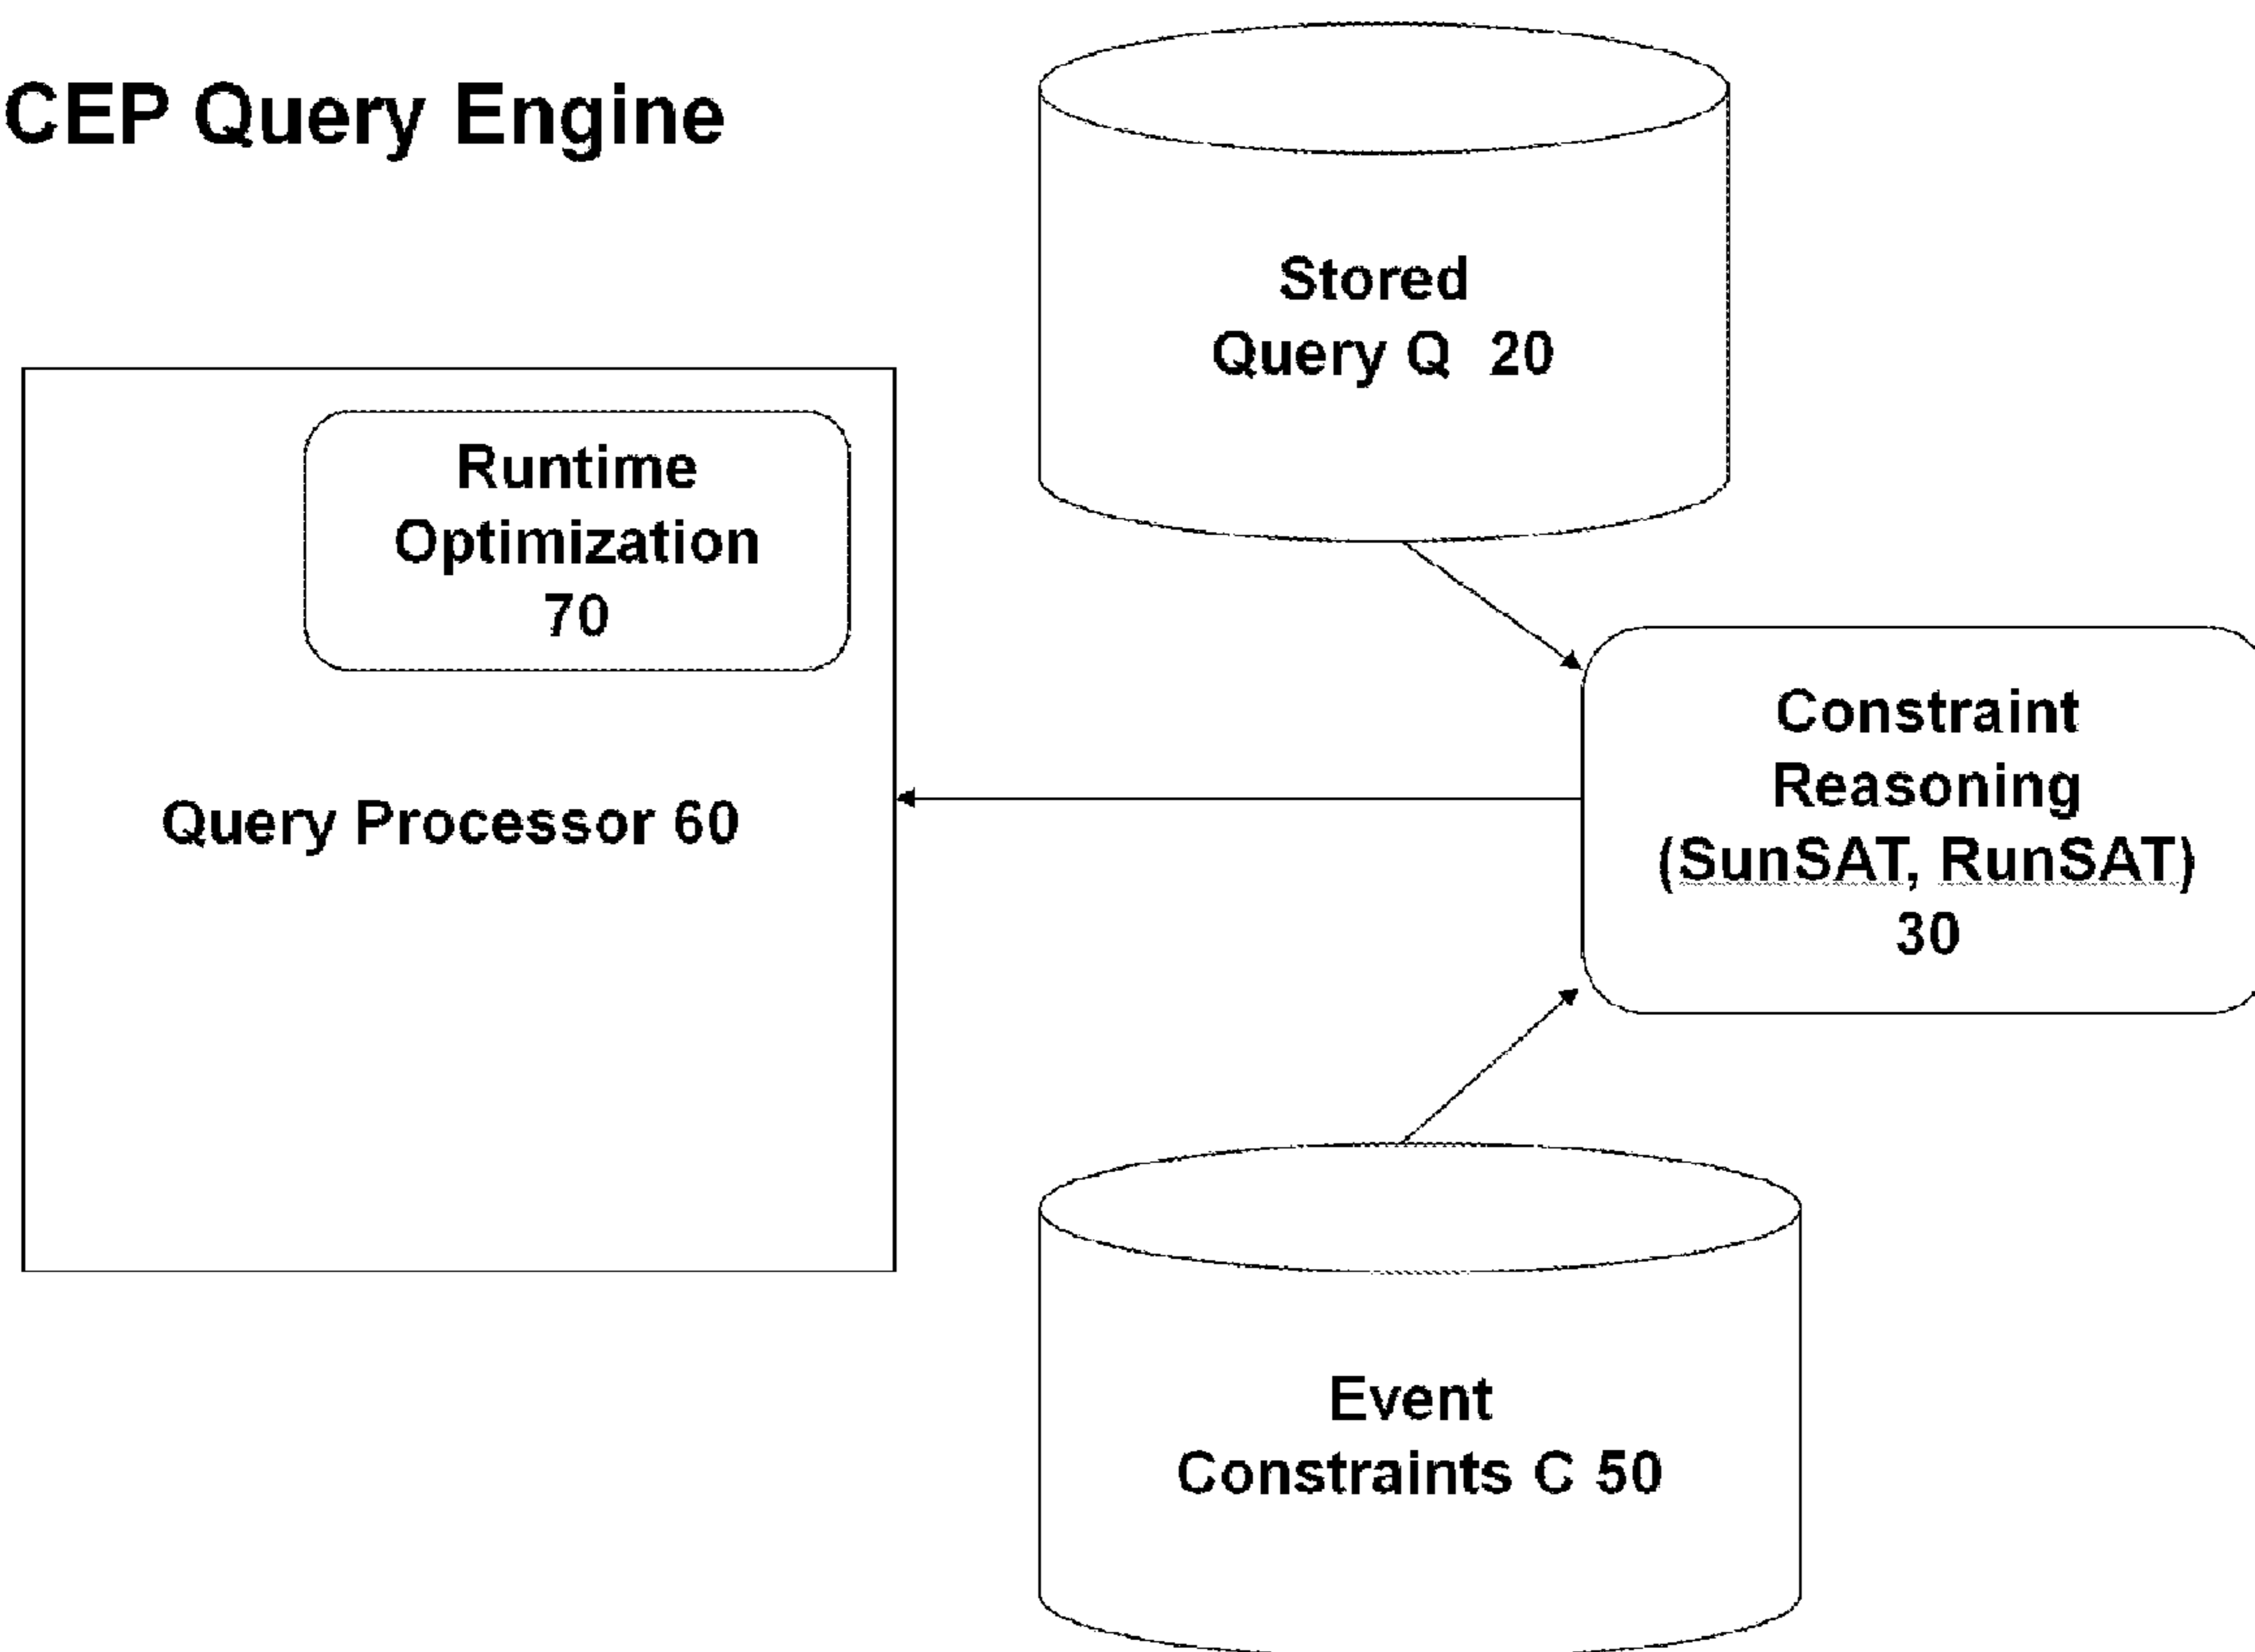 CEP Query Engine
Stored
Query Q 20
Runtime
Optimization
70
Query Processor 60
Constraint
Reasoning
(SunSAT, RunSAT)
30
Event
Constraints C 50